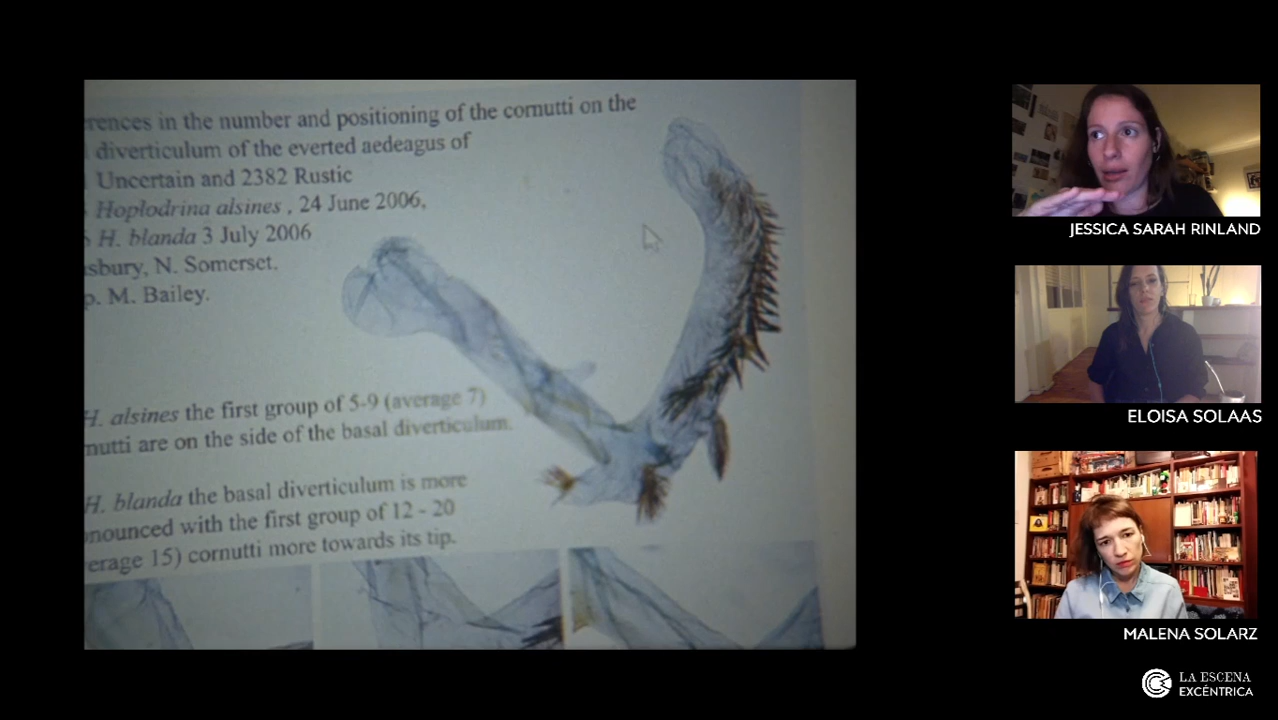 rences in the number and positioning of the cornutti on the
diverticulum of the everted aedeagus of
Uncertain and 2382 Rustic
Hoplodrina alsines , 24 June 2006,
H. blanda 3 July 2006
sbury, N. Somerset.
p. M. Bailey.
H. alsines the first group of 5-9 (average 7)
nutti are on the side of the basal diverticulum.
H. blanda the basal diverticulum is more
nounced with the first group of 12 - 20
erage 15) cornutti more towards its tip.
JESSICA SARAH RINLAND
ELOISA SOLAAS
MALENA SOLARZ
LA ESCENA
EXCÉNTRICA